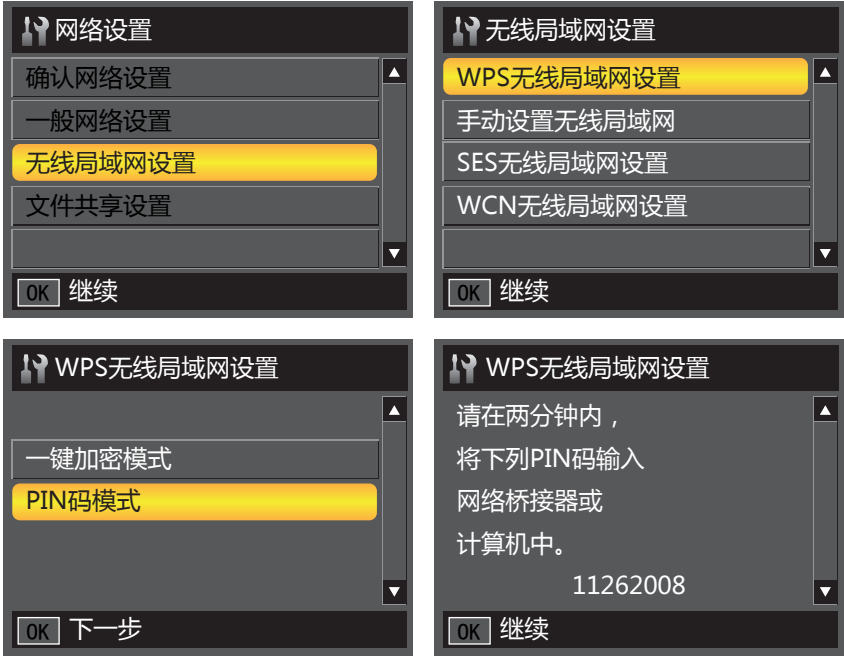 网络设置
确认网络设置
一般网络设置
无线局域网设置
文件共享设置
OK 继续
无线局域网设置
WPS无线局域网设置
手动设置无线局域网
SES无线局域网设置
WCN无线局域网设置
OK 继续
WPS无线局域网设置
一键加密模式
PIN码模式
OK 下一步
WPS无线局域网设置
请在两分钟内，
将下列PIN码输入
网络桥接器或
计算机中。
11262008
OK 继续